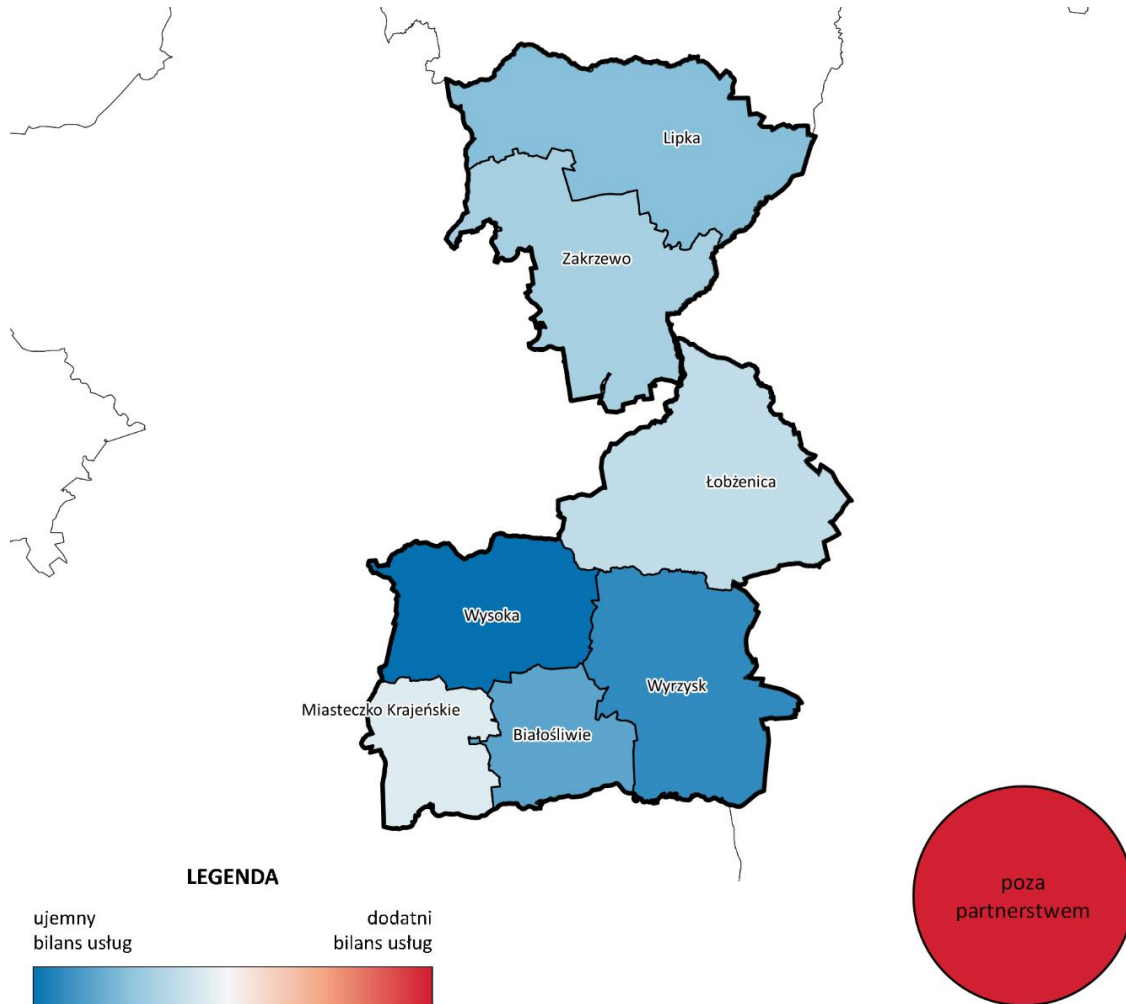 Lipka
Zakrzewo
Łobżenica
Wysoka
Wyrzysk
Miasteczko Krajeńskie
Białośliwie
LEGENDA
ujemny
bilans usług
dodatni
bilans usług
poza
partnerstwem